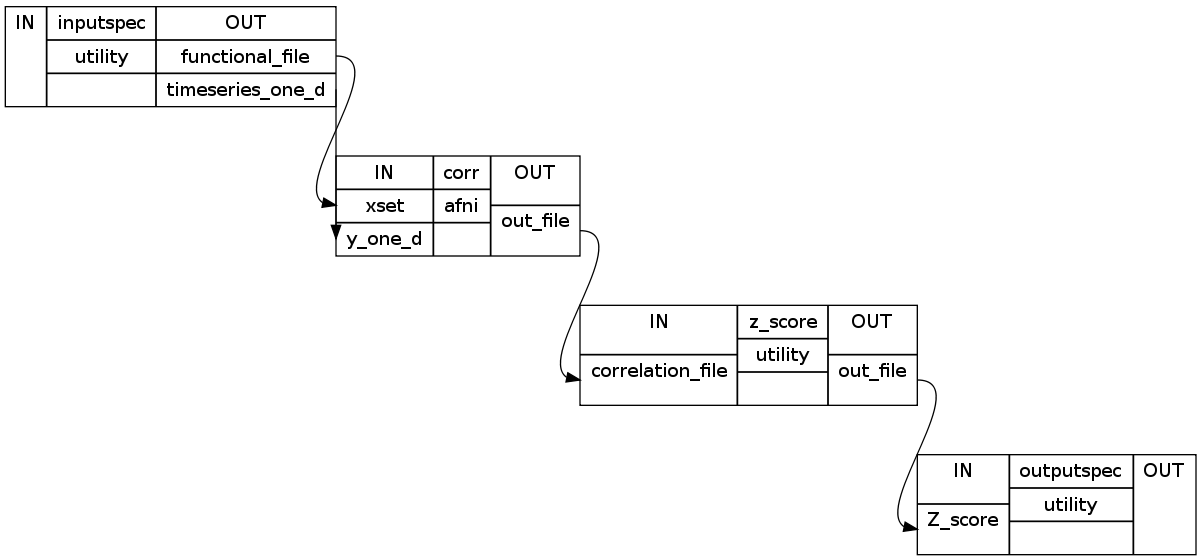 IN inputspec OUT
utility functional_file
timeseries_one_d
IN corr OUT
xset afni out_file
y_one_d
IN z_score OUT
correlation_file utility out_file
IN outputspec OUT
Z_score utility